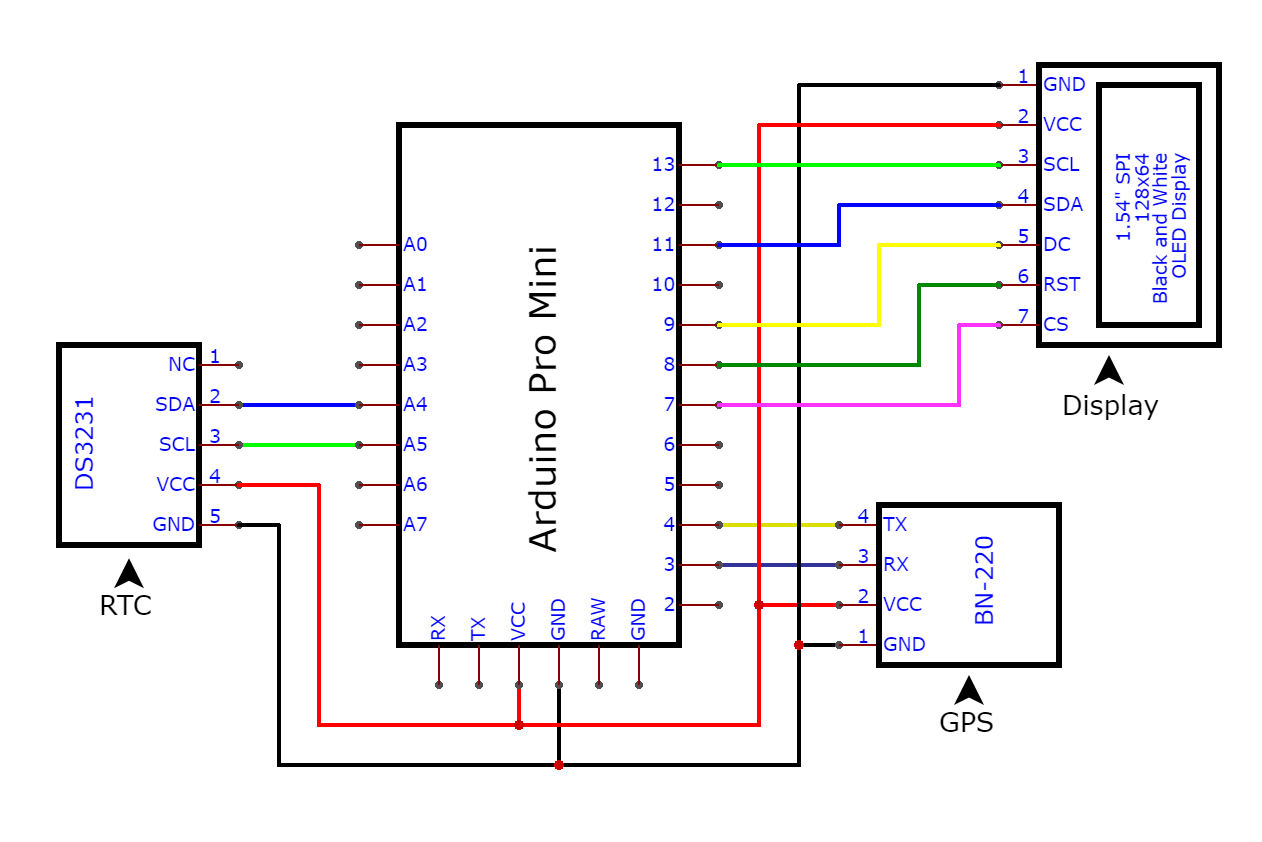 DS3231
NC 1
SDA 2
SCL 3
VCC 4
GND 5
RTC
Arduino Pro Mini
A0
A1
A2
A3
A4
A5
A6
A7
13
12
11
10
9
8
7
6
5
4
3
2
RX TX VCC GND RAW GND
1 GND
2 VCC
3 SCL
4 SDA
5 DC
6 RST
7 CS
1.54" SPI
128x64
Black and White
OLED Display
Display
4 TX
3 RX
2 VCC
1 GND
BN-220
GPS